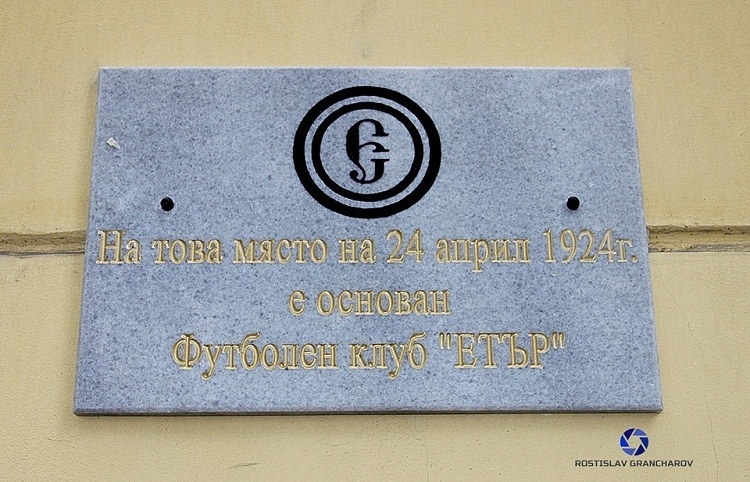 На това място на 24 април 1924г.
е основан
Футболен клуб "ЕТЪР"
ROSTISLAV GRANCHAROV